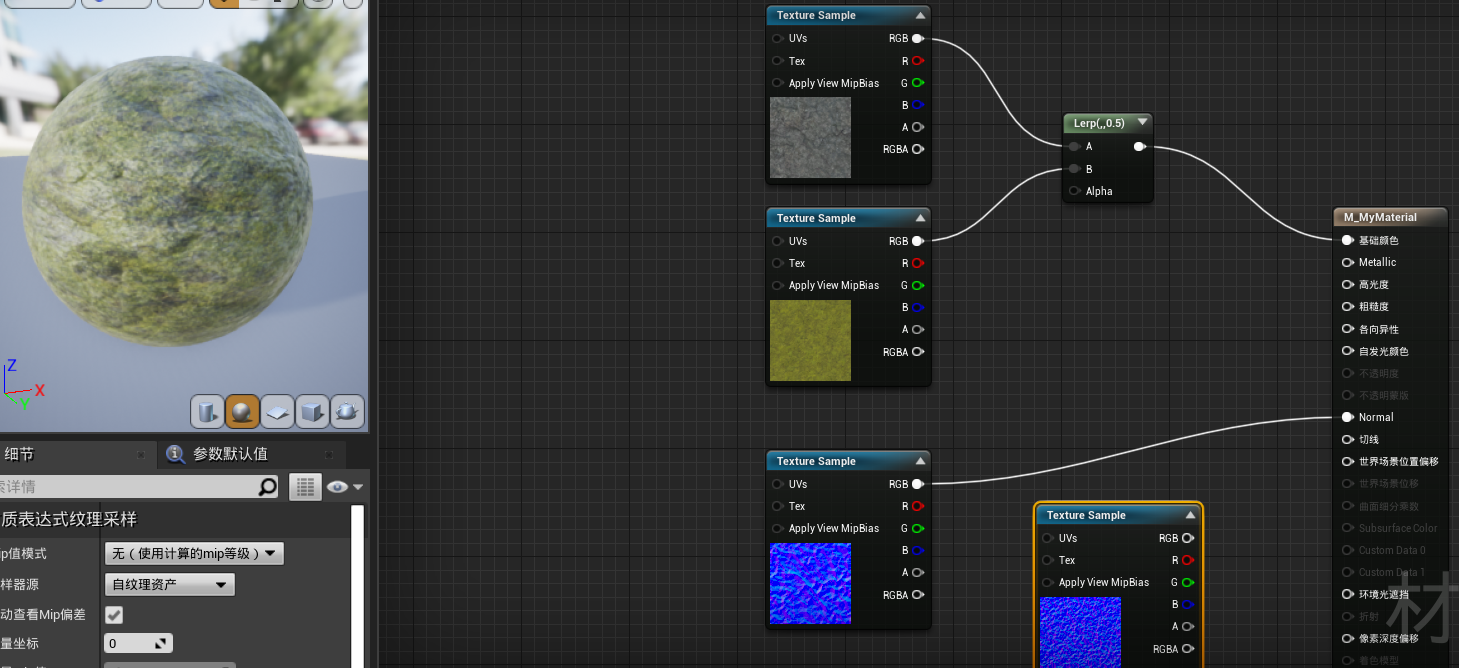 Texture Sample
UVs RGB
Tex R
Apply View MipBias G
B
A
RGBA
Lerp(,,0.5)
A
B
Alpha
Texture Sample
UVs RGB
Tex R
Apply View MipBias G
B
A
RGBA
M_MyMaterial
基础颜色
Metallic
高光度
粗糙度
各向异性
自发光颜色
不透明度
不透明蒙版
Normal
切线
世界场景位置偏移
世界场景位移
曲面细分乘数
Subsurface Color
Custom Data 0
Custom Data 1
环境光遮挡
折射
像素深度偏移
着色模型
材
Texture Sample
UVs RGB
Tex R
Apply View MipBias G
B
A
RGBA
Texture Sample
UVs RGB
Tex R
Apply View MipBias G
B
A
RGBA
Z
X
Y
细节
参数默认值
索详情
质表达式纹理采样
ip值模式 无（使用计算的mip等级）
样器源 自纹理资产
动查看Mip偏差
量坐标 0